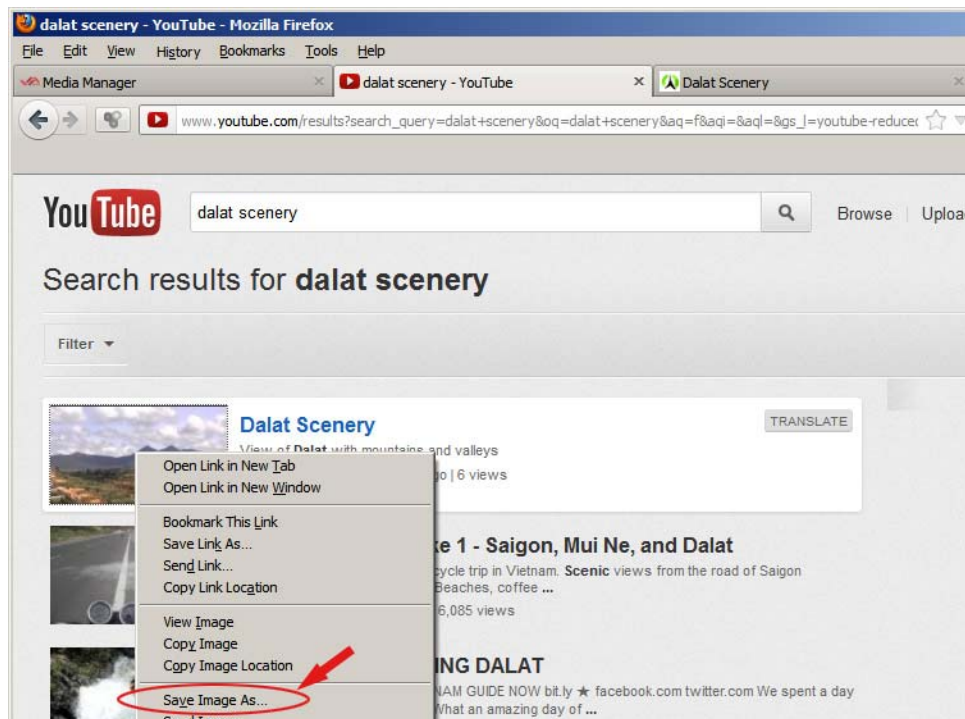 dalat scenery - YouTube - Mozilla Firefox
File Edit View History Bookmarks Tools Help
Media Manager
dalat scenery - YouTube
Dalat Scenery
www.youtube.com/results?search_query=dalat+scenery&oq=dalat+scenery&aq=f&aqi=&aql=&gs_l=youtube-reduced
YouTube
dalat scenery
Browse
Uploa
Search results for dalat scenery
Filter
Dalat Scenery
TRANSLATE
View of Dalat with mountains and valleys
go | 6 views
Open Link in New Tab
Open Link in New Window
Bookmark This Link
Save Link As...
Send Link...
Copy Link Location
View Image
Copy Image
Copy Image Location
Save Image As...
ke 1 - Saigon, Mui Ne, and Dalat
cycle trip in Vietnam. Scenic views from the road of Saigon
Beaches, coffee ...
6,085 views
ING DALAT
NAM GUIDE NOW bit.ly ★ facebook.com twitter.com We spent a day
What an amazing day of ...